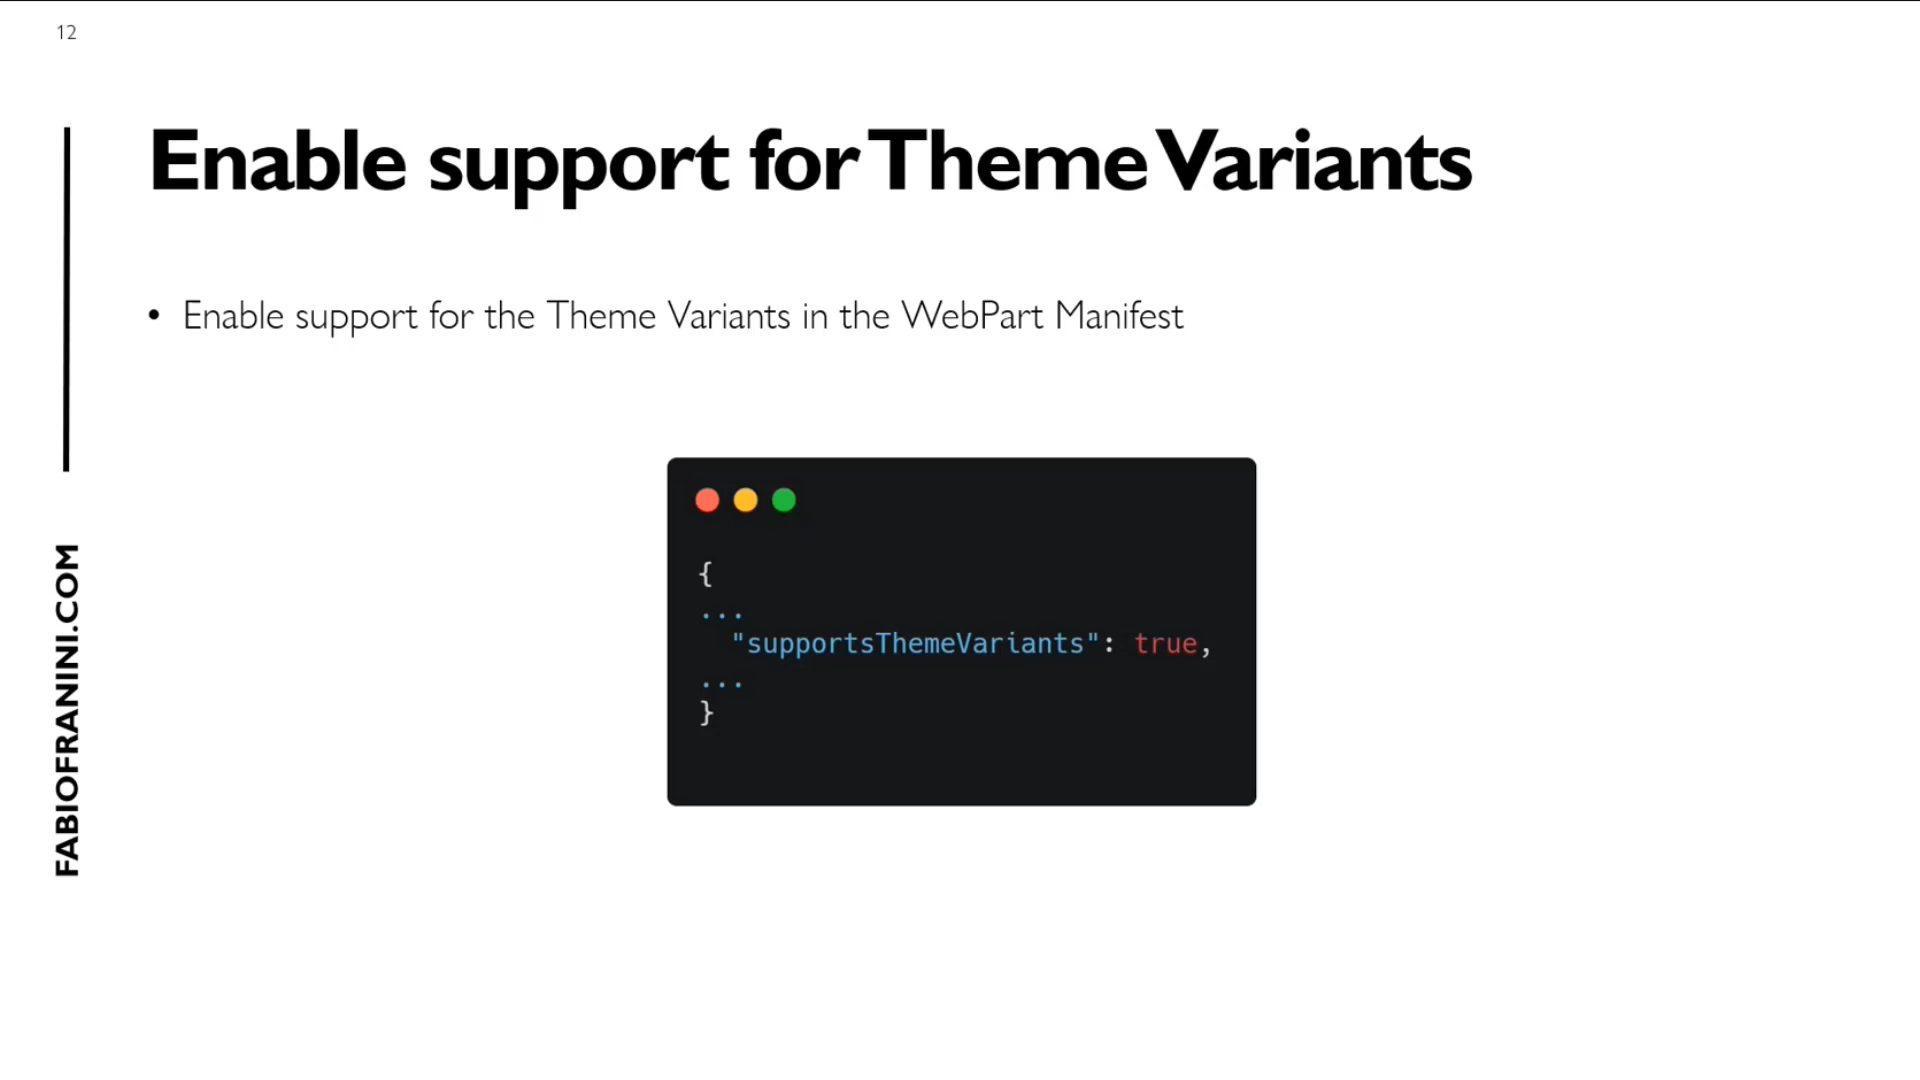 12
Enable support for Theme Variants
• Enable support for the Theme Variants in the WebPart Manifest
{
...
"supportsThemeVariants": true,
...
}
FABIOFRANINI.COM